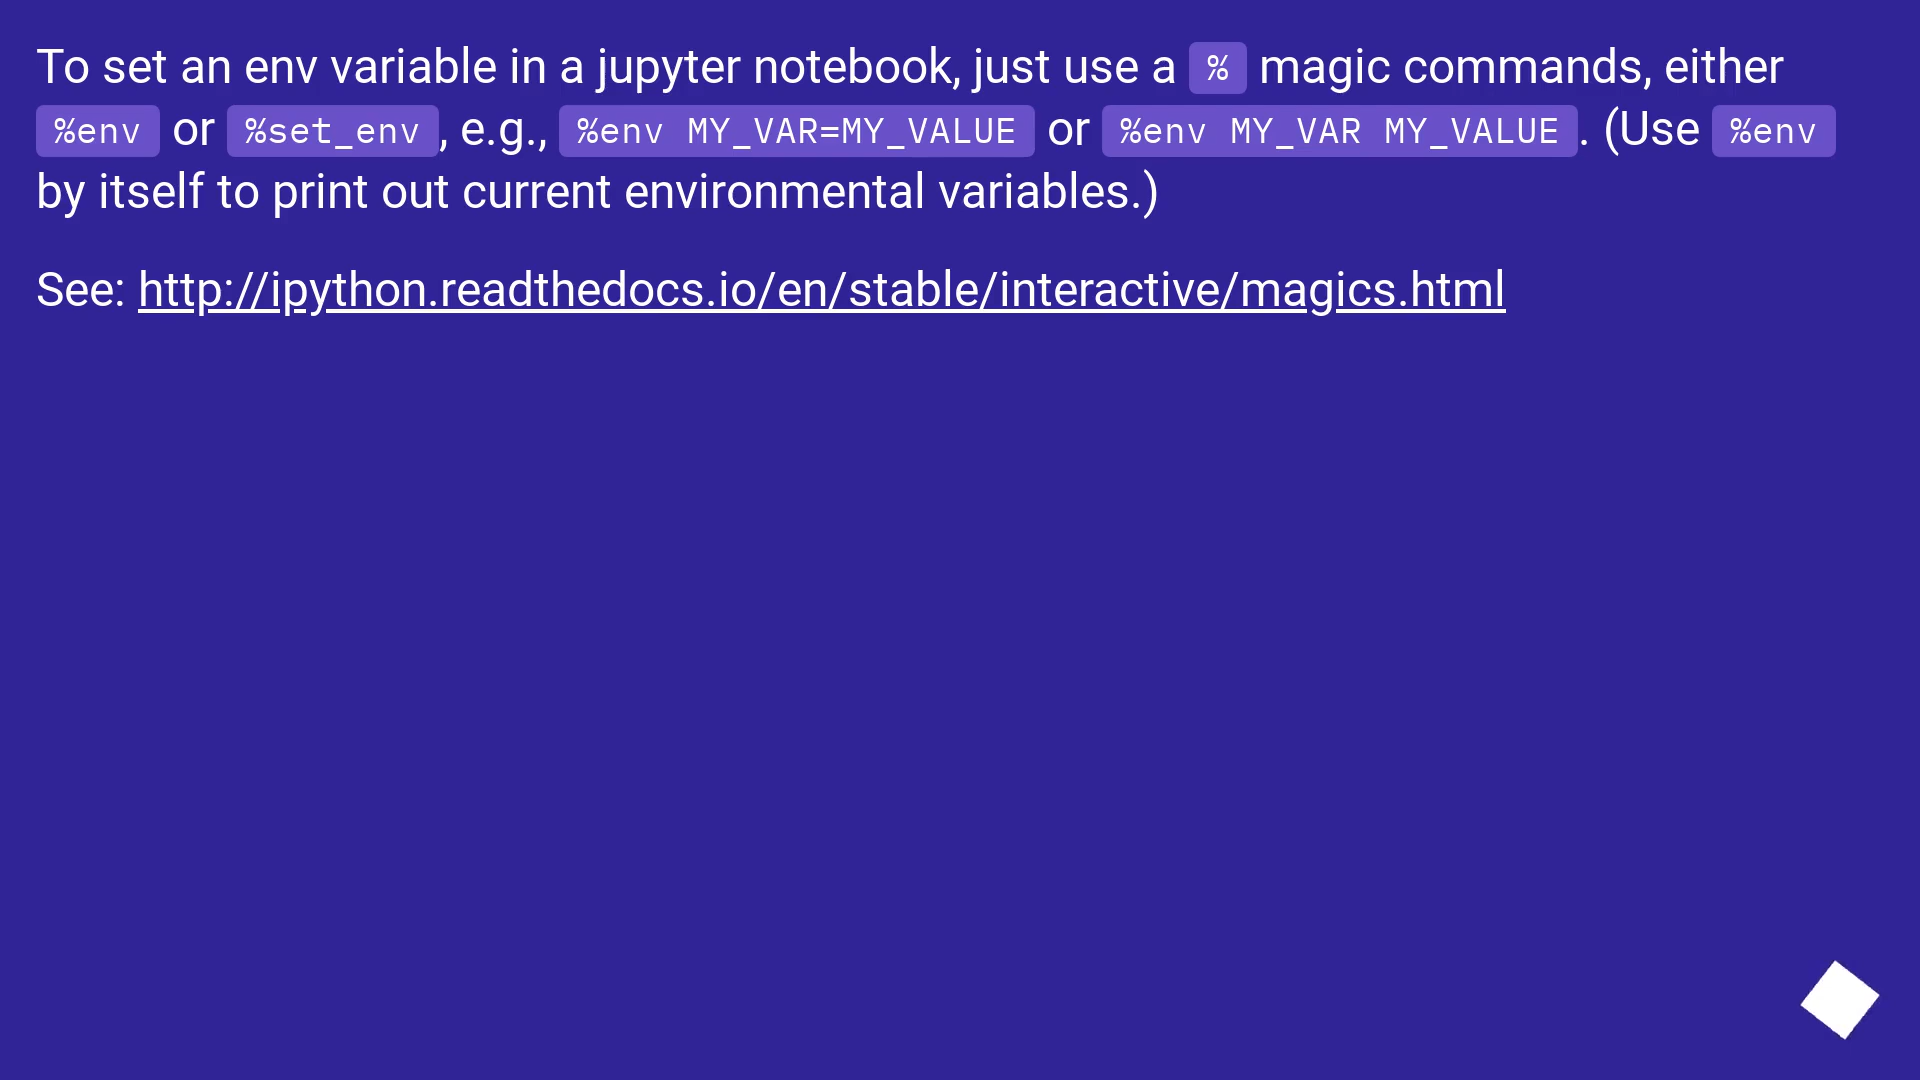 To set an env variable in a jupyter notebook, just use a % magic commands, either
%env or %set_env, e.g., %env MY_VAR=MY_VALUE or %env MY_VAR MY_VALUE. (Use %env
by itself to print out current environmental variables.)
See: http://ipython.readthedocs.io/en/stable/interactive/magics.html